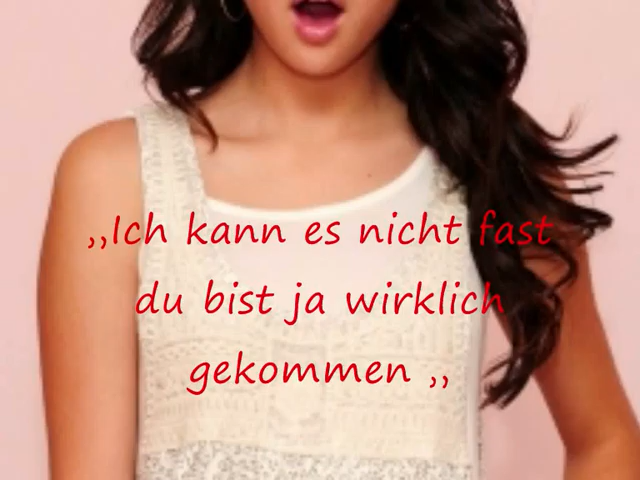 ,,Ich kann es nicht fast
du bist ja wirklich
gekommen ,,